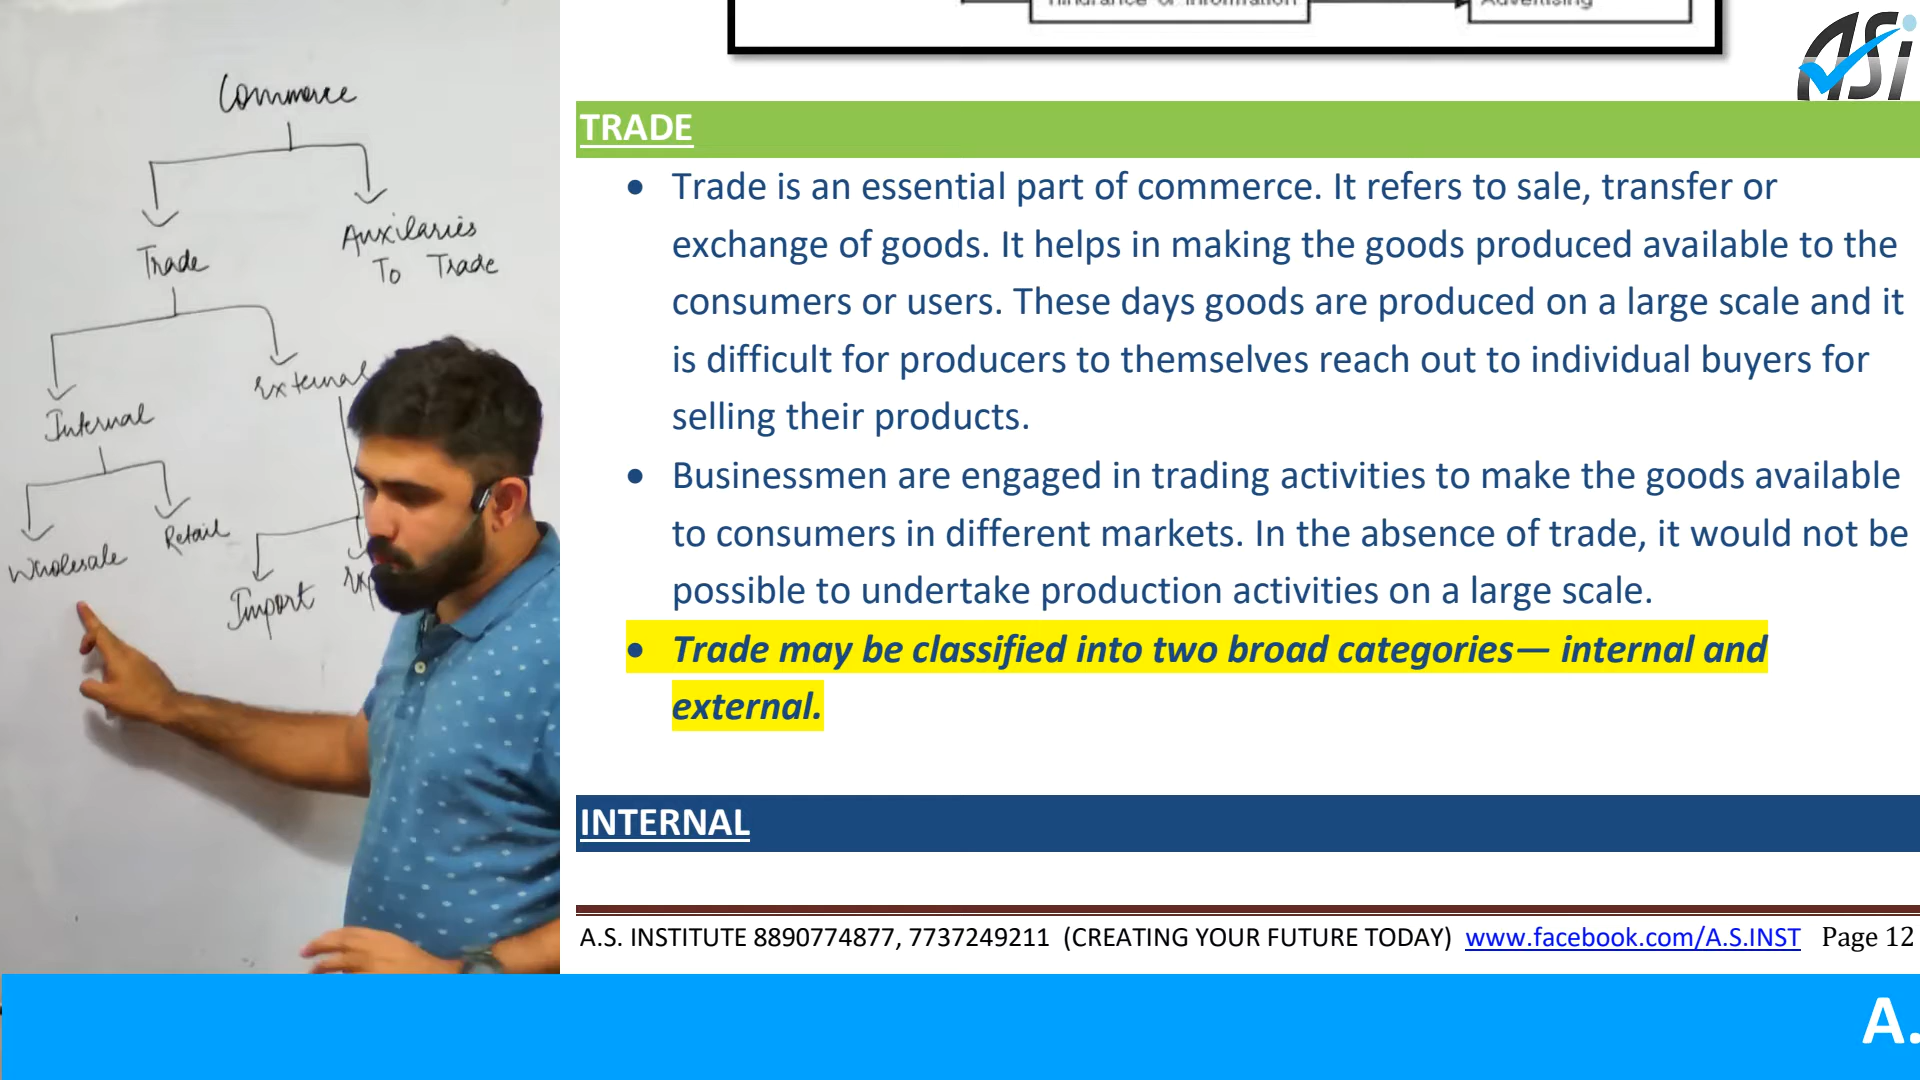 Commerce
Trade
Auxilaries
To Trade
Internal
External
Wholesale
Retail
Import
Hindrance of Information
Advertising
ASi
TRADE
• Trade is an essential part of commerce. It refers to sale, transfer or
exchange of goods. It helps in making the goods produced available to the
consumers or users. These days goods are produced on a large scale and it
is difficult for producers to themselves reach out to individual buyers for
selling their products.
• Businessmen are engaged in trading activities to make the goods available
to consumers in different markets. In the absence of trade, it would not be
possible to undertake production activities on a large scale.
• Trade may be classified into two broad categories— internal and
external.
INTERNAL
A.S. INSTITUTE 8890774877, 7737249211 (CREATING YOUR FUTURE TODAY) www.facebook.com/A.S.INST Page 12
A.